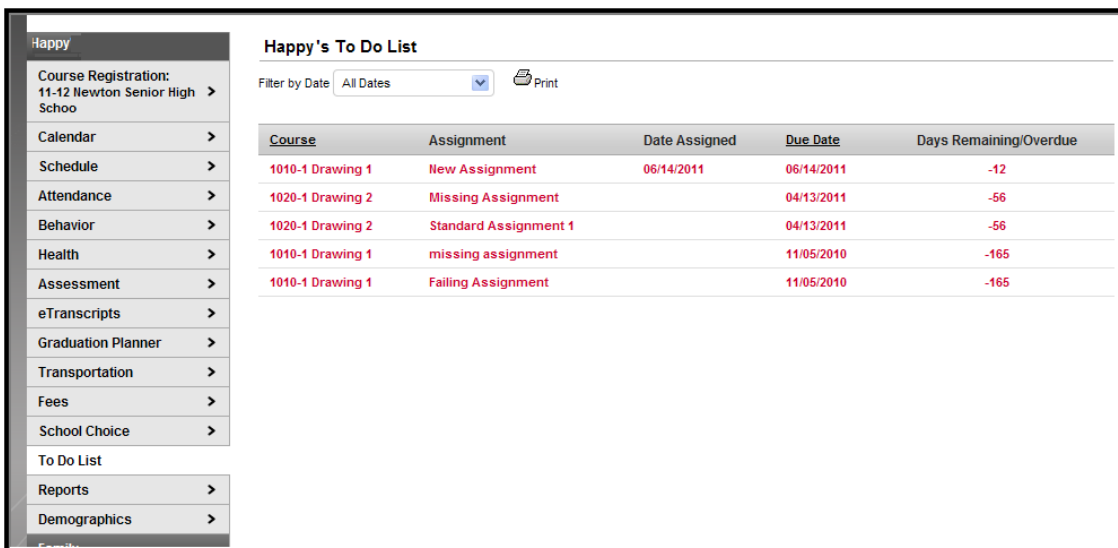 Happy
Course Registration:
11-12 Newton Senior High
Schoo
Calendar
Schedule
Attendance
Behavior
Health
Assessment
eTranscripts
Graduation Planner
Transportation
Fees
School Choice
To Do List
Reports
Demographics
Family
Happy's To Do List
Filter by Date All Dates Print
Course Assignment Date Assigned Due Date Days Remaining/Overdue
1010-1 Drawing 1 New Assignment 06/14/2011 06/14/2011 -12
1020-1 Drawing 2 Missing Assignment 04/13/2011 -56
1020-1 Drawing 2 Standard Assignment 1 04/13/2011 -56
1010-1 Drawing 1 missing assignment 11/05/2010 -165
1010-1 Drawing 1 Failing Assignment 11/05/2010 -165